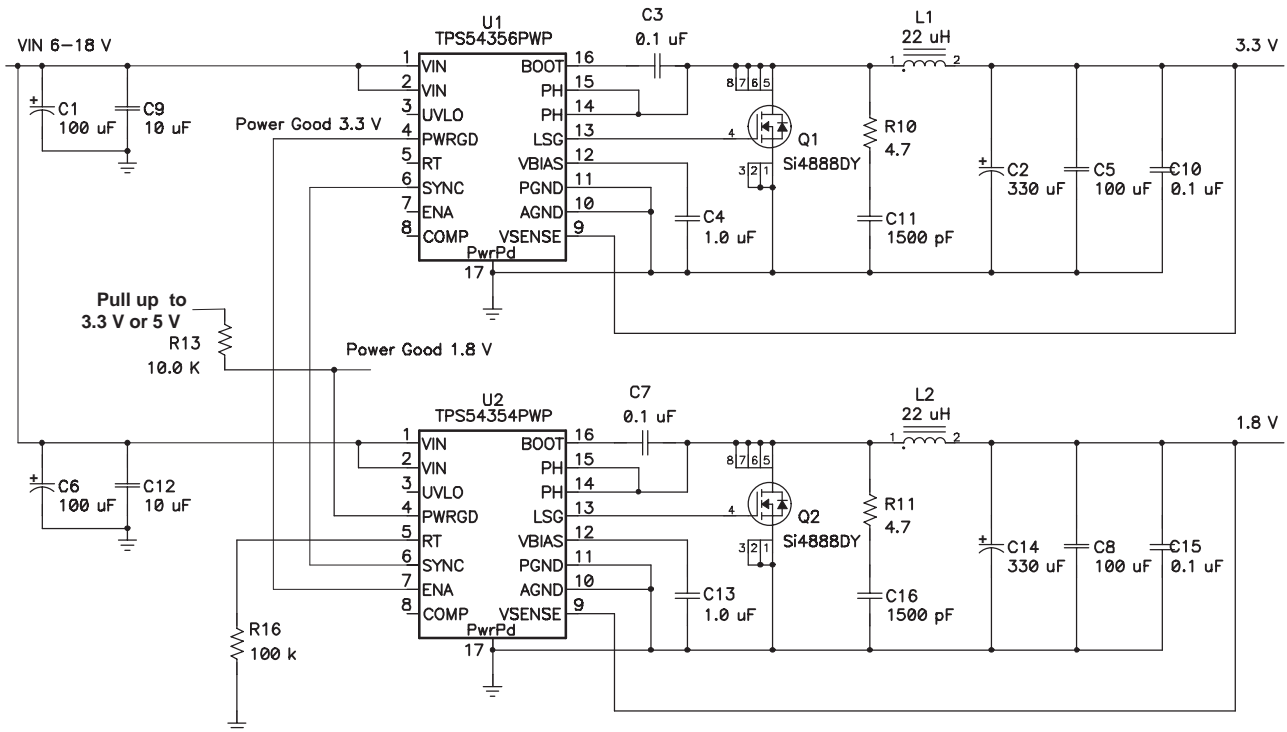 VIN 6-18 V
C1
100 uF
C9
10 uF
U1
TPS54356PWP
1 VIN
2 VIN
3 UVLO
4 PWRGD
5 RT
6 SYNC
7 ENA
8 COMP
BOOT 16
PH 15
PH 14
LSG 13
VBIAS 12
PGND 11
AGND 10
VSENSE 9
PwrPd
17
Power Good 3.3 V
C3
0.1 uF
8 7 6 5
4
3 2 1
Q1
Si4888DY
C4
1.0 uF
R10
4.7
C11
1500 pF
L1
22 uH
1 2
3.3 V
+ C2
330 uF
C5
100 uF
C10
0.1 uF
Pull up to
3.3 V or 5 V
R13
10.0 K
Power Good 1.8 V
+ C6
100 uF
C12
10 uF
U2
TPS54354PWP
1 VIN
2 VIN
3 UVLO
4 PWRGD
5 RT
6 SYNC
7 ENA
8 COMP
BOOT 16
PH 15
PH 14
LSG 13
VBIAS 12
PGND 11
AGND 10
VSENSE 9
PwrPd
17
R16
100 k
C7
0.1 uF
8 7 6 5
4
3 2 1
Q2
Si4888DY
C13
1.0 uF
R11
4.7
C16
1500 pF
L2
22 uH
1 2
1.8 V
+ C14
330 uF
C8
100 uF
C15
0.1 uF